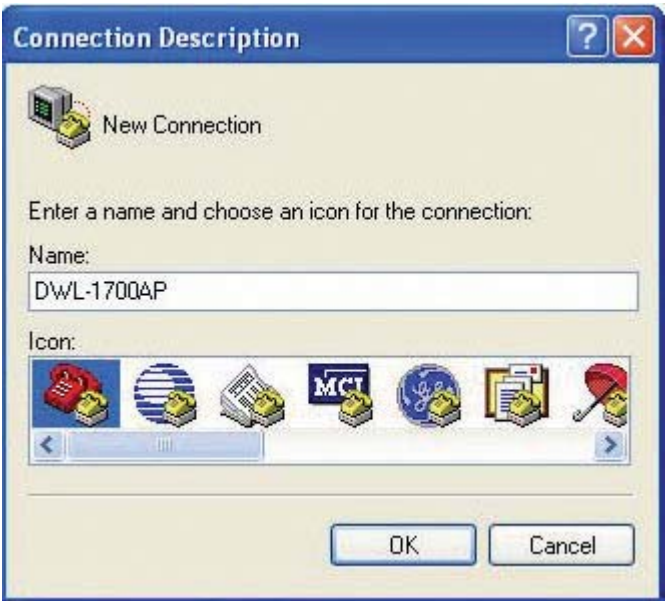 Connection Description
New Connection
Enter a name and choose an icon for the connection:
Name:
DWL-1700AP
Icon:
MCI
OK Cancel